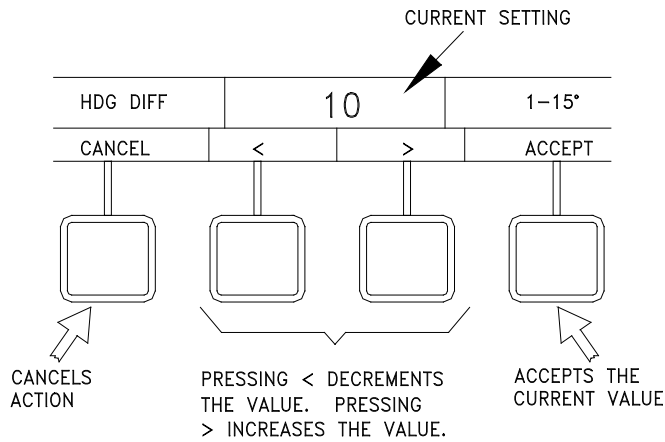 CURRENT SETTING
HDG DIFF 10 1-15°
CANCEL < > ACCEPT
CANCELS
ACTION
PRESSING < DECREMENTS
THE VALUE. PRESSING
> INCREASES THE VALUE.
ACCEPTS THE
CURRENT VALUE